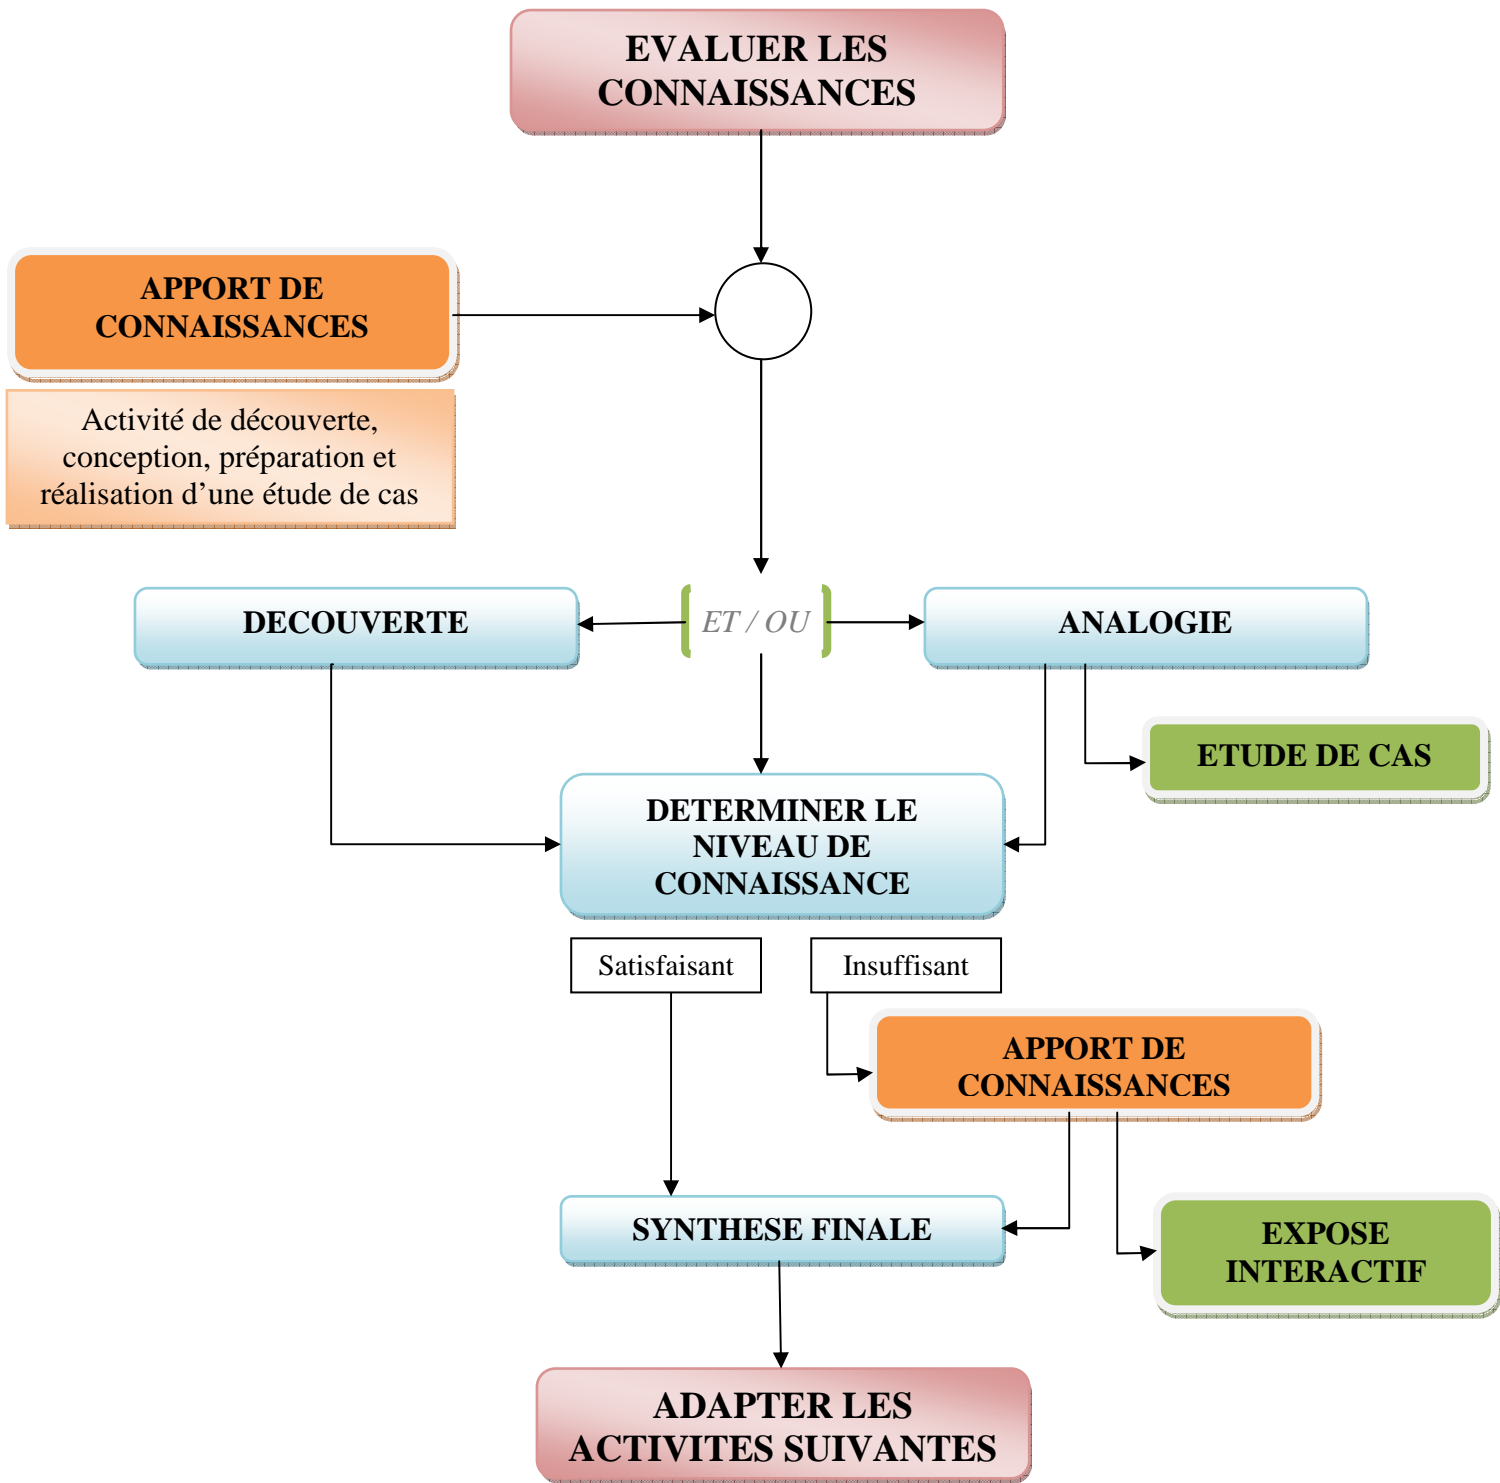 EVALUER LES
CONNAISSANCES
APPORT DE
CONNAISSANCES
Activité de découverte,
conception, préparation et
réalisation d’une étude de cas
DECOUVERTE
ET / OU
ANALOGIE
ETUDE DE CAS
DETERMINER LE
NIVEAU DE
CONNAISSANCE
Satisfaisant
Insuffisant
APPORT DE
CONNAISSANCES
SYNTHESE FINALE
EXPOSE
INTERACTIF
ADAPTER LES
ACTIVITES SUIVANTES